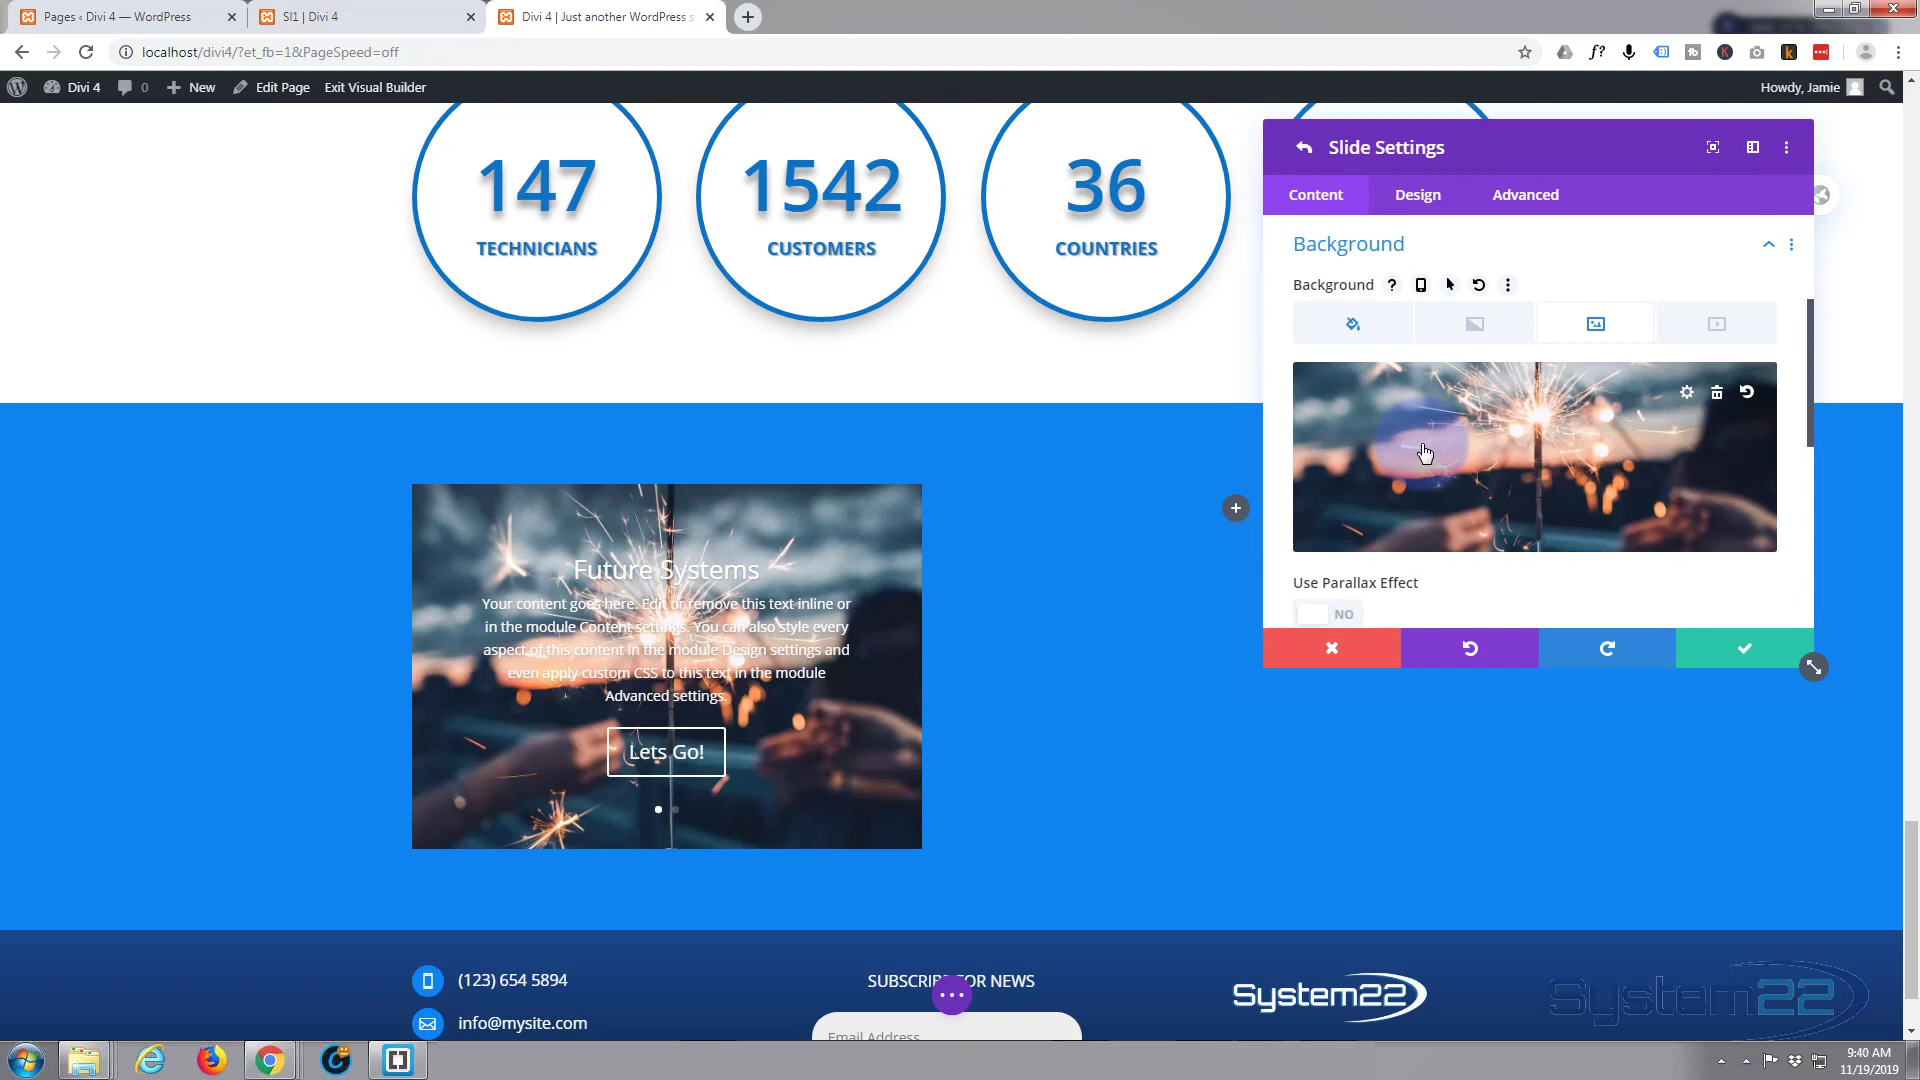 Pages ‹ Divi 4 — WordPress
Sl1 | Divi 4
Divi 4 | Just another WordPress s
localhost/divi4/?et_fb=1&PageSpeed=off
f?
Divi 4
0
New
Edit Page
Exit Visual Builder
Howdy, Jamie
147
TECHNICIANS
1542
CUSTOMERS
36
COUNTRIES
Slide Settings
Content
Design
Advanced
Background
Background
Use Parallax Effect
NO
Future Systems
Your content goes here. Edit or remove this text inline or
in the module Content settings. You can also style every
aspect of this content in the module Design settings and
even apply custom CSS to this text in the module
Advanced settings.
Lets Go!
(123) 654 5894
info@mysite.com
SUBSCRIBE FOR NEWS
Email Address
System22
System22
9:40 AM
11/19/2019